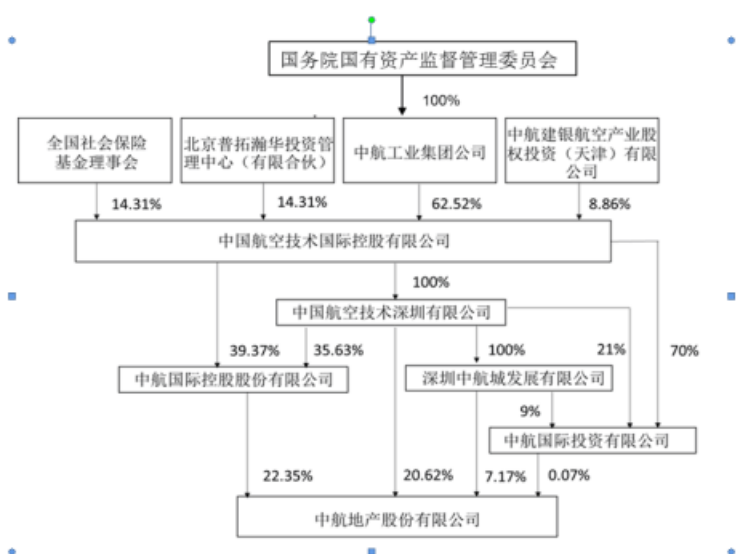 国务院国有资产监督管理委员会
100%
全国社会保险
基金理事会
北京普拓瀚华投资管
理中心（有限合伙）
中航工业集团公司
中航建银航空产业股
权投资（天津）有限
公司
14.31%
14.31%
62.52%
8.86%
中国航空技术国际控股有限公司
100%
中国航空技术深圳有限公司
39.37%
35.63%
100%
21%
70%
中航国际控股股份有限公司
深圳中航城发展有限公司
9%
中航国际投资有限公司
22.35%
20.62%
7.17%
0.07%
中航地产股份有限公司